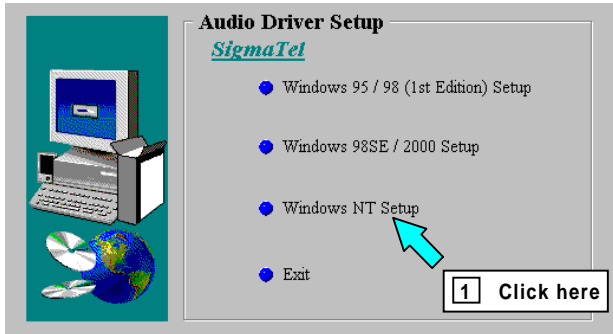 Audio Driver Setup
SigmaTel
Windows 95 / 98 (1st Edition) Setup
Windows 98SE / 2000 Setup
Windows NT Setup
Exit
1 Click here